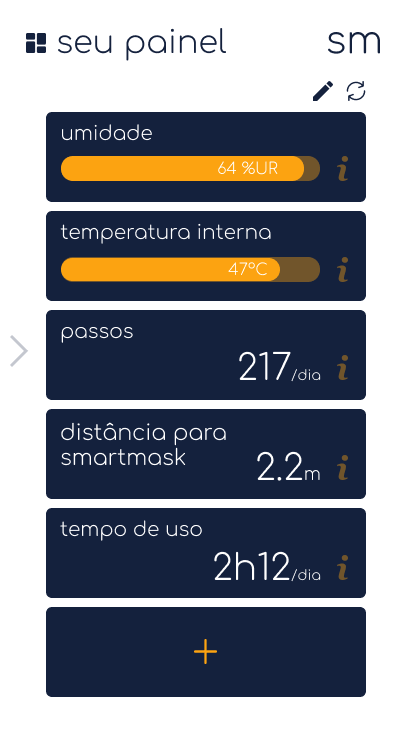 seu painel sm
umidade
64 %UR
i
temperatura interna
47°C
i
passos
217/dia
i
distância para
smartmask
2.2m
i
tempo de uso
2h12/dia
i
+